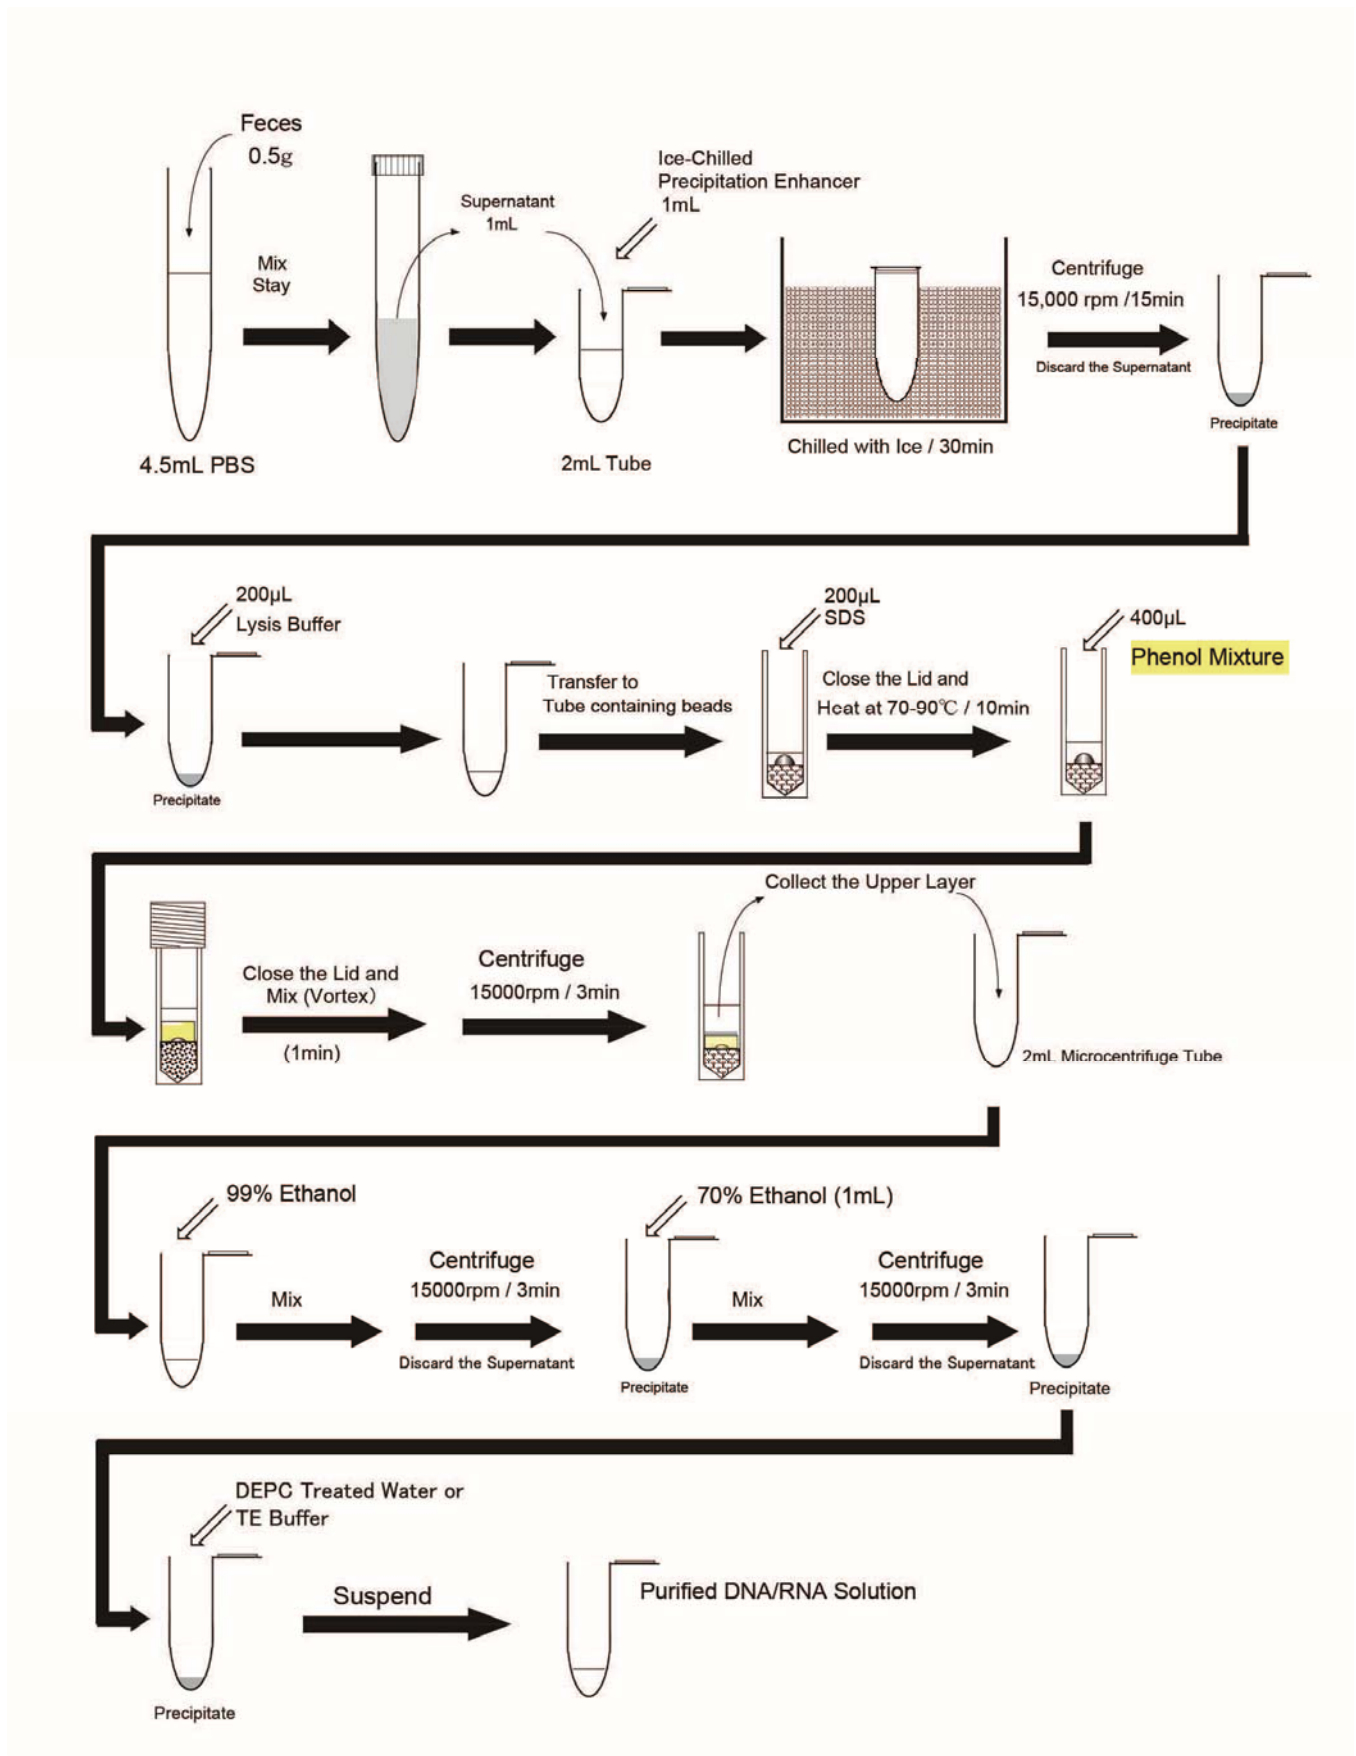 Feces
0.5g
Mix
Stay
4.5mL PBS
Supernatant
1mL
Ice-Chilled
Precipitation Enhancer
1mL
2mL Tube
Chilled with Ice / 30min
Centrifuge
15,000 rpm /15min
Discard the Supernatant
Precipitate
200μL
Lysis Buffer
Precipitate
Transfer to
Tube containing beads
200μL
SDS
Close the Lid and
Heat at 70-90℃ / 10min
400μL
Phenol Mixture
Close the Lid and
Mix (Vortex)
(1min)
Centrifuge
15000rpm / 3min
Collect the Upper Layer
2mL Microcentrifuge Tube
99% Ethanol
Mix
Centrifuge
15000rpm / 3min
Discard the Supernatant
70% Ethanol (1mL)
Precipitate
Mix
Centrifuge
15000rpm / 3min
Discard the Supernatant
Precipitate
DEPC Treated Water or
TE Buffer
Precipitate
Suspend
Purified DNA/RNA Solution